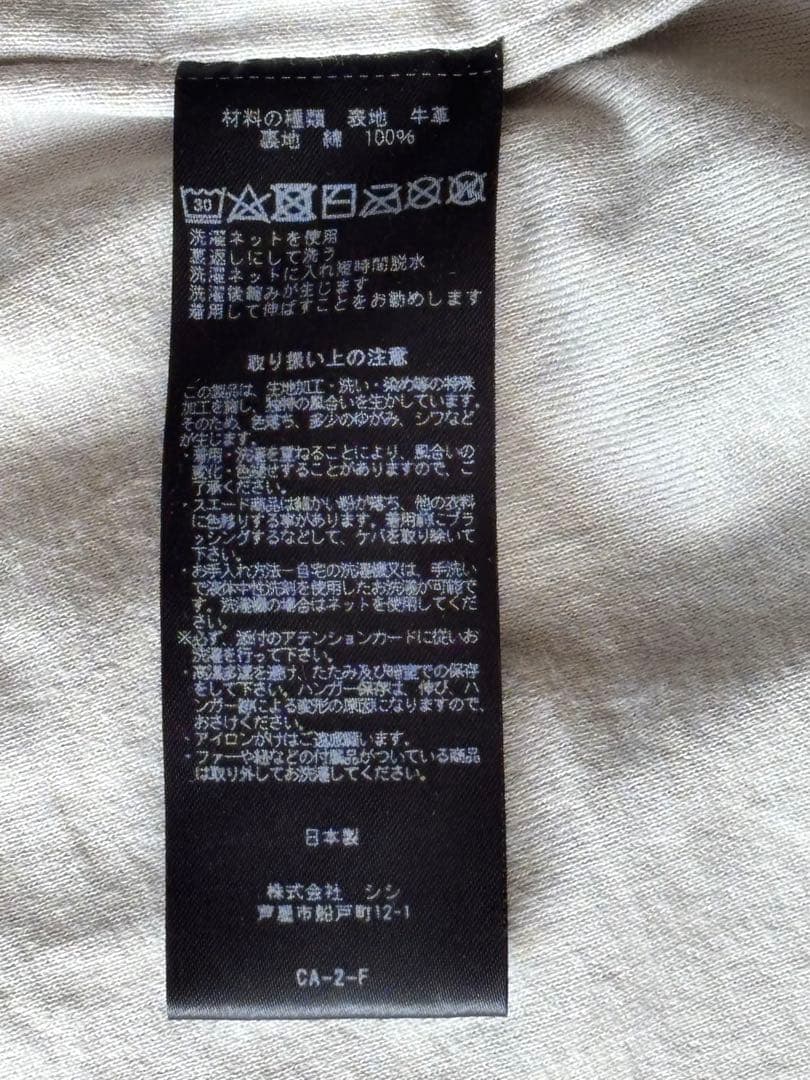 材料の種類 表地 牛革
裏地 綿 100%
30
洗濯ネットを使用
裏返しにして洗う
洗濯ネットに入れ短時間脱水
洗濯後縮みが生じます
着用して伸ばすことをお勧めします
取り扱い上の注意
この製品は、生地加工・洗い・染め等の特殊
加工を施し、独特の風合いを生かしています。
そのため、色落ち、多少のゆがみ、シワなど
が生じます。
・着用・洗濯を重ねることにより、風合いの
変化・色褪せすることがありますので、ご
了承ください。
・スエード商品は細かい粉が落ち、他の衣料
に色移りする事があります。着用前にブラ
ッシングするなどして、ケバを取り除いて
下さい。
・お手入れ方法ー自宅の洗濯機又は、手洗い
で液体中性洗剤を使用したお洗濯が可能で
す。洗濯機の場合はネットを使用してくだ
さい。
※必ず、添付のアテンションカードに従いお
洗濯を行って下さい。
・高温多湿を避け、たたみ及び暗室での保存
をして下さい。ハンガー保存は、伸び、ハ
ンガー跡による変形の原因になりますので、
おさけください。
・アイロンがけはご遠慮願います。
・ファーや紐などの付属品がついている商品
は取り外してお洗濯してください。
日本製
株式会社 シシ
芦屋市船戸町12-1
CA-2-F